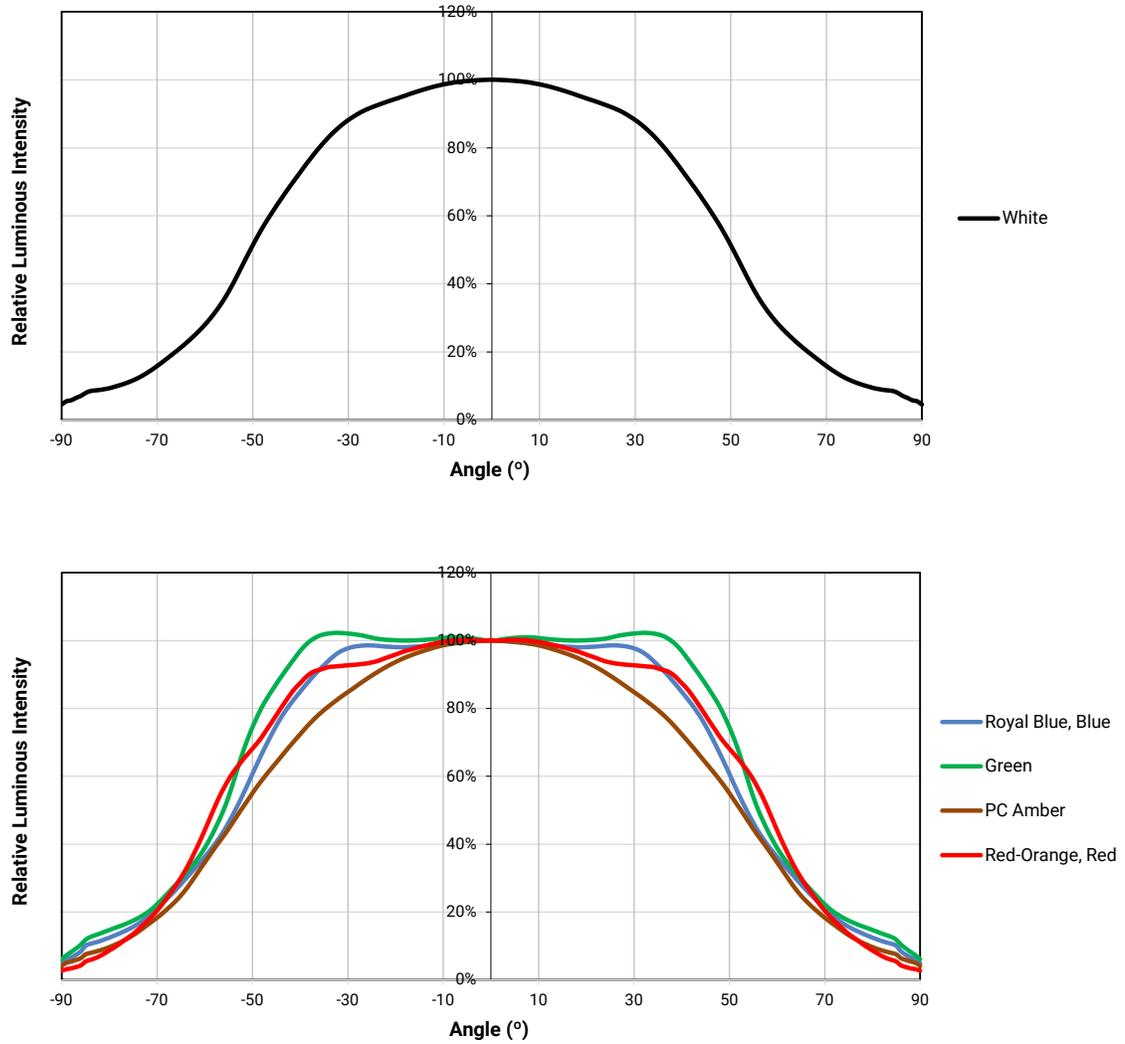 120%
100%
80%
60%
40%
20%
0%
-90 -70 -50 -30 -10 10 30 50 70 90
Relative Luminous Intensity
Angle (º)
White
120%
100%
80%
60%
40%
20%
0%
-90 -70 -50 -30 -10 10 30 50 70 90
Relative Luminous Intensity
Angle (º)
Royal Blue, Blue
Green
PC Amber
Red-Orange, Red